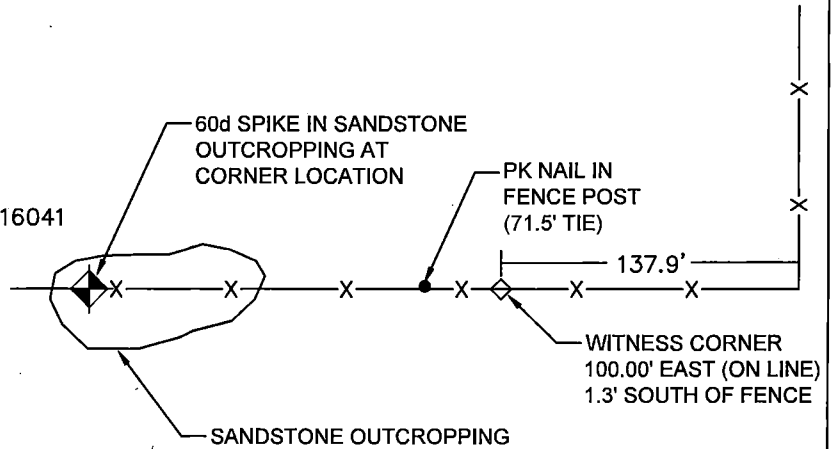 60d SPIKE IN SANDSTONE
OUTCROPPING AT
CORNER LOCATION
PK NAIL IN
FENCE POST
(71.5' TIE)
16041
137.9'
X
X
X
X
X
X
X
X
WITNESS CORNER
100.00' EAST (ON LINE)
1.3' SOUTH OF FENCE
SANDSTONE OUTCROPPING